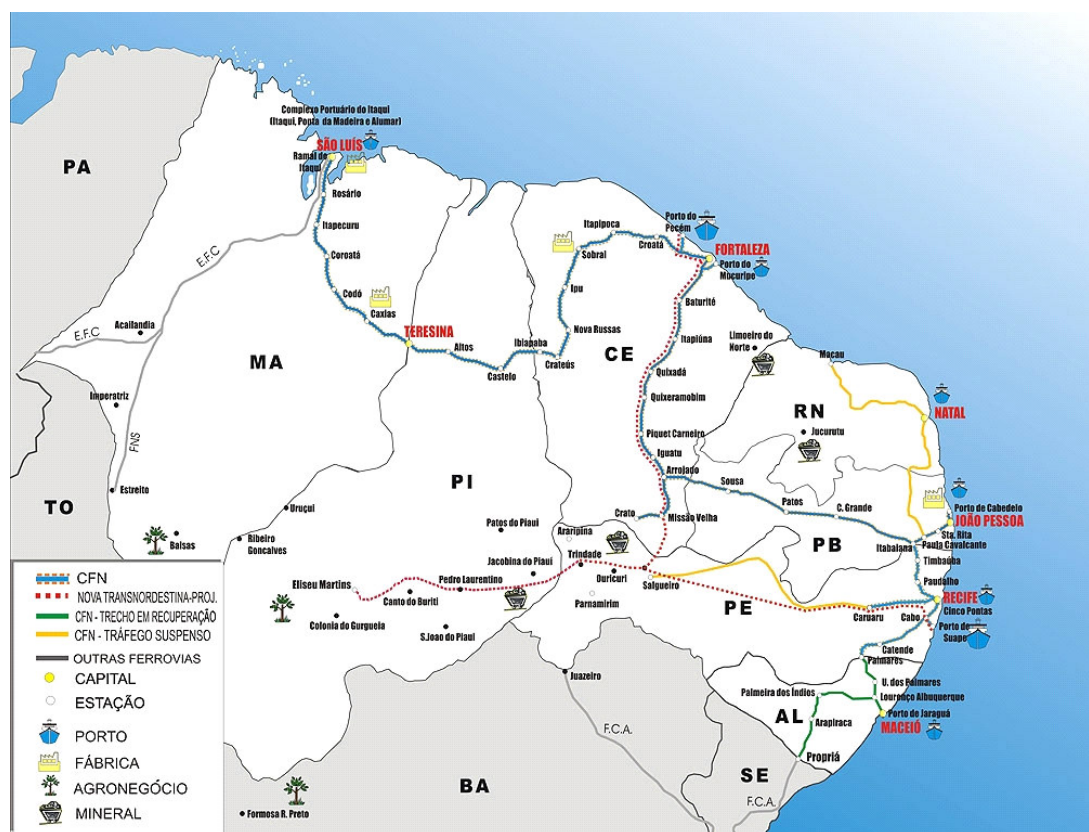 Complexo Portuário do Itaqui
(Itaqui, Ponta da Madeira e Alumar)
SÃO LUÍS
Ramal do
Itaqui
PA
Rosário
Itapecuru
E.F.C
Coroatá
Codó
Caxias
TERESINA
Altos
Castelo
Ibiapaba
Crateús
Nova Russas
Ipu
Sobral
Itapipoca
Croatá
Porto do
Pecém
FORTALEZA
Porto do
Mucuripe
Baturité
Itapiúna
Quixadá
Quixeramobim
Piquet Carneiro
Iguatu
Arrojado
CE
Limoeiro do
Norte
Macau
RN
NATAL
Jucurutu
Açailandia
E.F.C
MA
Imperatriz
FNS
Estreito
TO
PI
Uruçuí
Balsas
Ribeiro
Goncalves
Patos do Piaui
Crato
Missão Velha
Sousa
Patos
C. Grande
Porto de Cabedelo
JOÃO PESSOA
Sta. Rita
Itabaiana
Paula Cavalcante
PB
Timbaúba
Paudalho
Araripina
Trindade
Jacobina do Piaui
Ouricuri
Salgueiro
Eliseu Martins
Pedro Laurentino
Canto do Buriti
Parnamirim
PE
RECIFE
Cinco Pontas
Caruaru
Cabo
Porto de
Suape
Colonia do Gurgueia
S.Joao do Piaui
Catende
Palmares
Juazeiro
U. dos Palmares
Palmeira dos Índios
Lourenço Albuquerque
AL
Porto de Jaraguá
MACEIÓ
Arapiraca
F.C.A.
Propriá
BA
SE
F.C.A.
Formosa R. Preto
CFN
NOVA TRANSNORDESTINA-PROJ.
CFN - TRECHO EM RECUPERAÇÃO
CFN - TRÁFEGO SUSPENSO
OUTRAS FERROVIAS
CAPITAL
ESTAÇÃO
PORTO
FÁBRICA
AGRONEGÓCIO
MINERAL